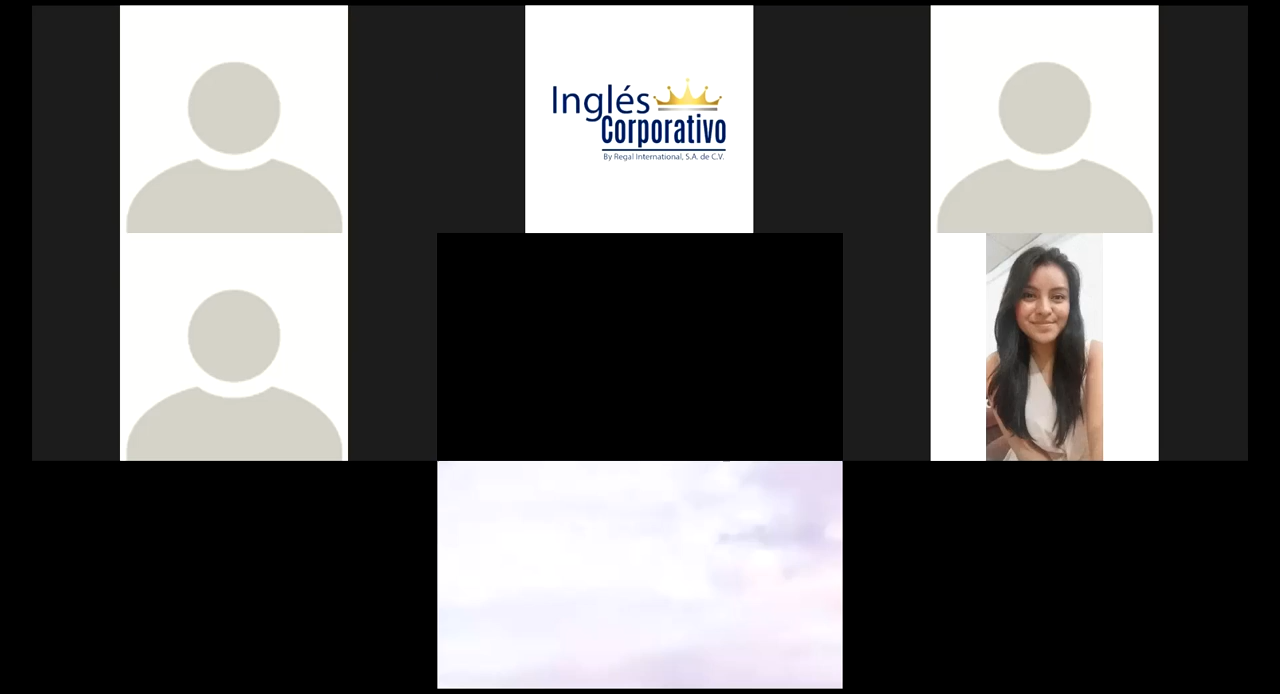 Inglés
Corporativo
By Regal International, S.A. de C.V.